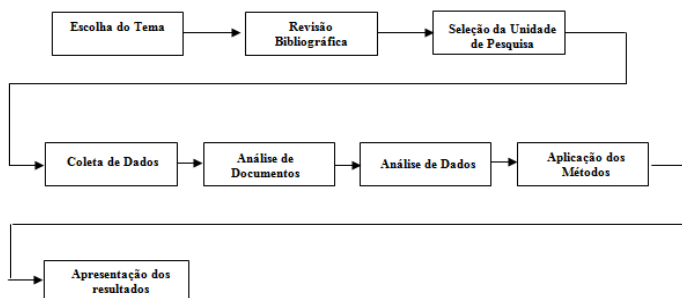 Escolha do Tema
Revisão
Bibliográfica
Seleção da Unidade
de Pesquisa
Coleta de Dados
Análise de
Documentos
Análise de Dados
Aplicação dos
Métodos
Apresentação dos
resultados